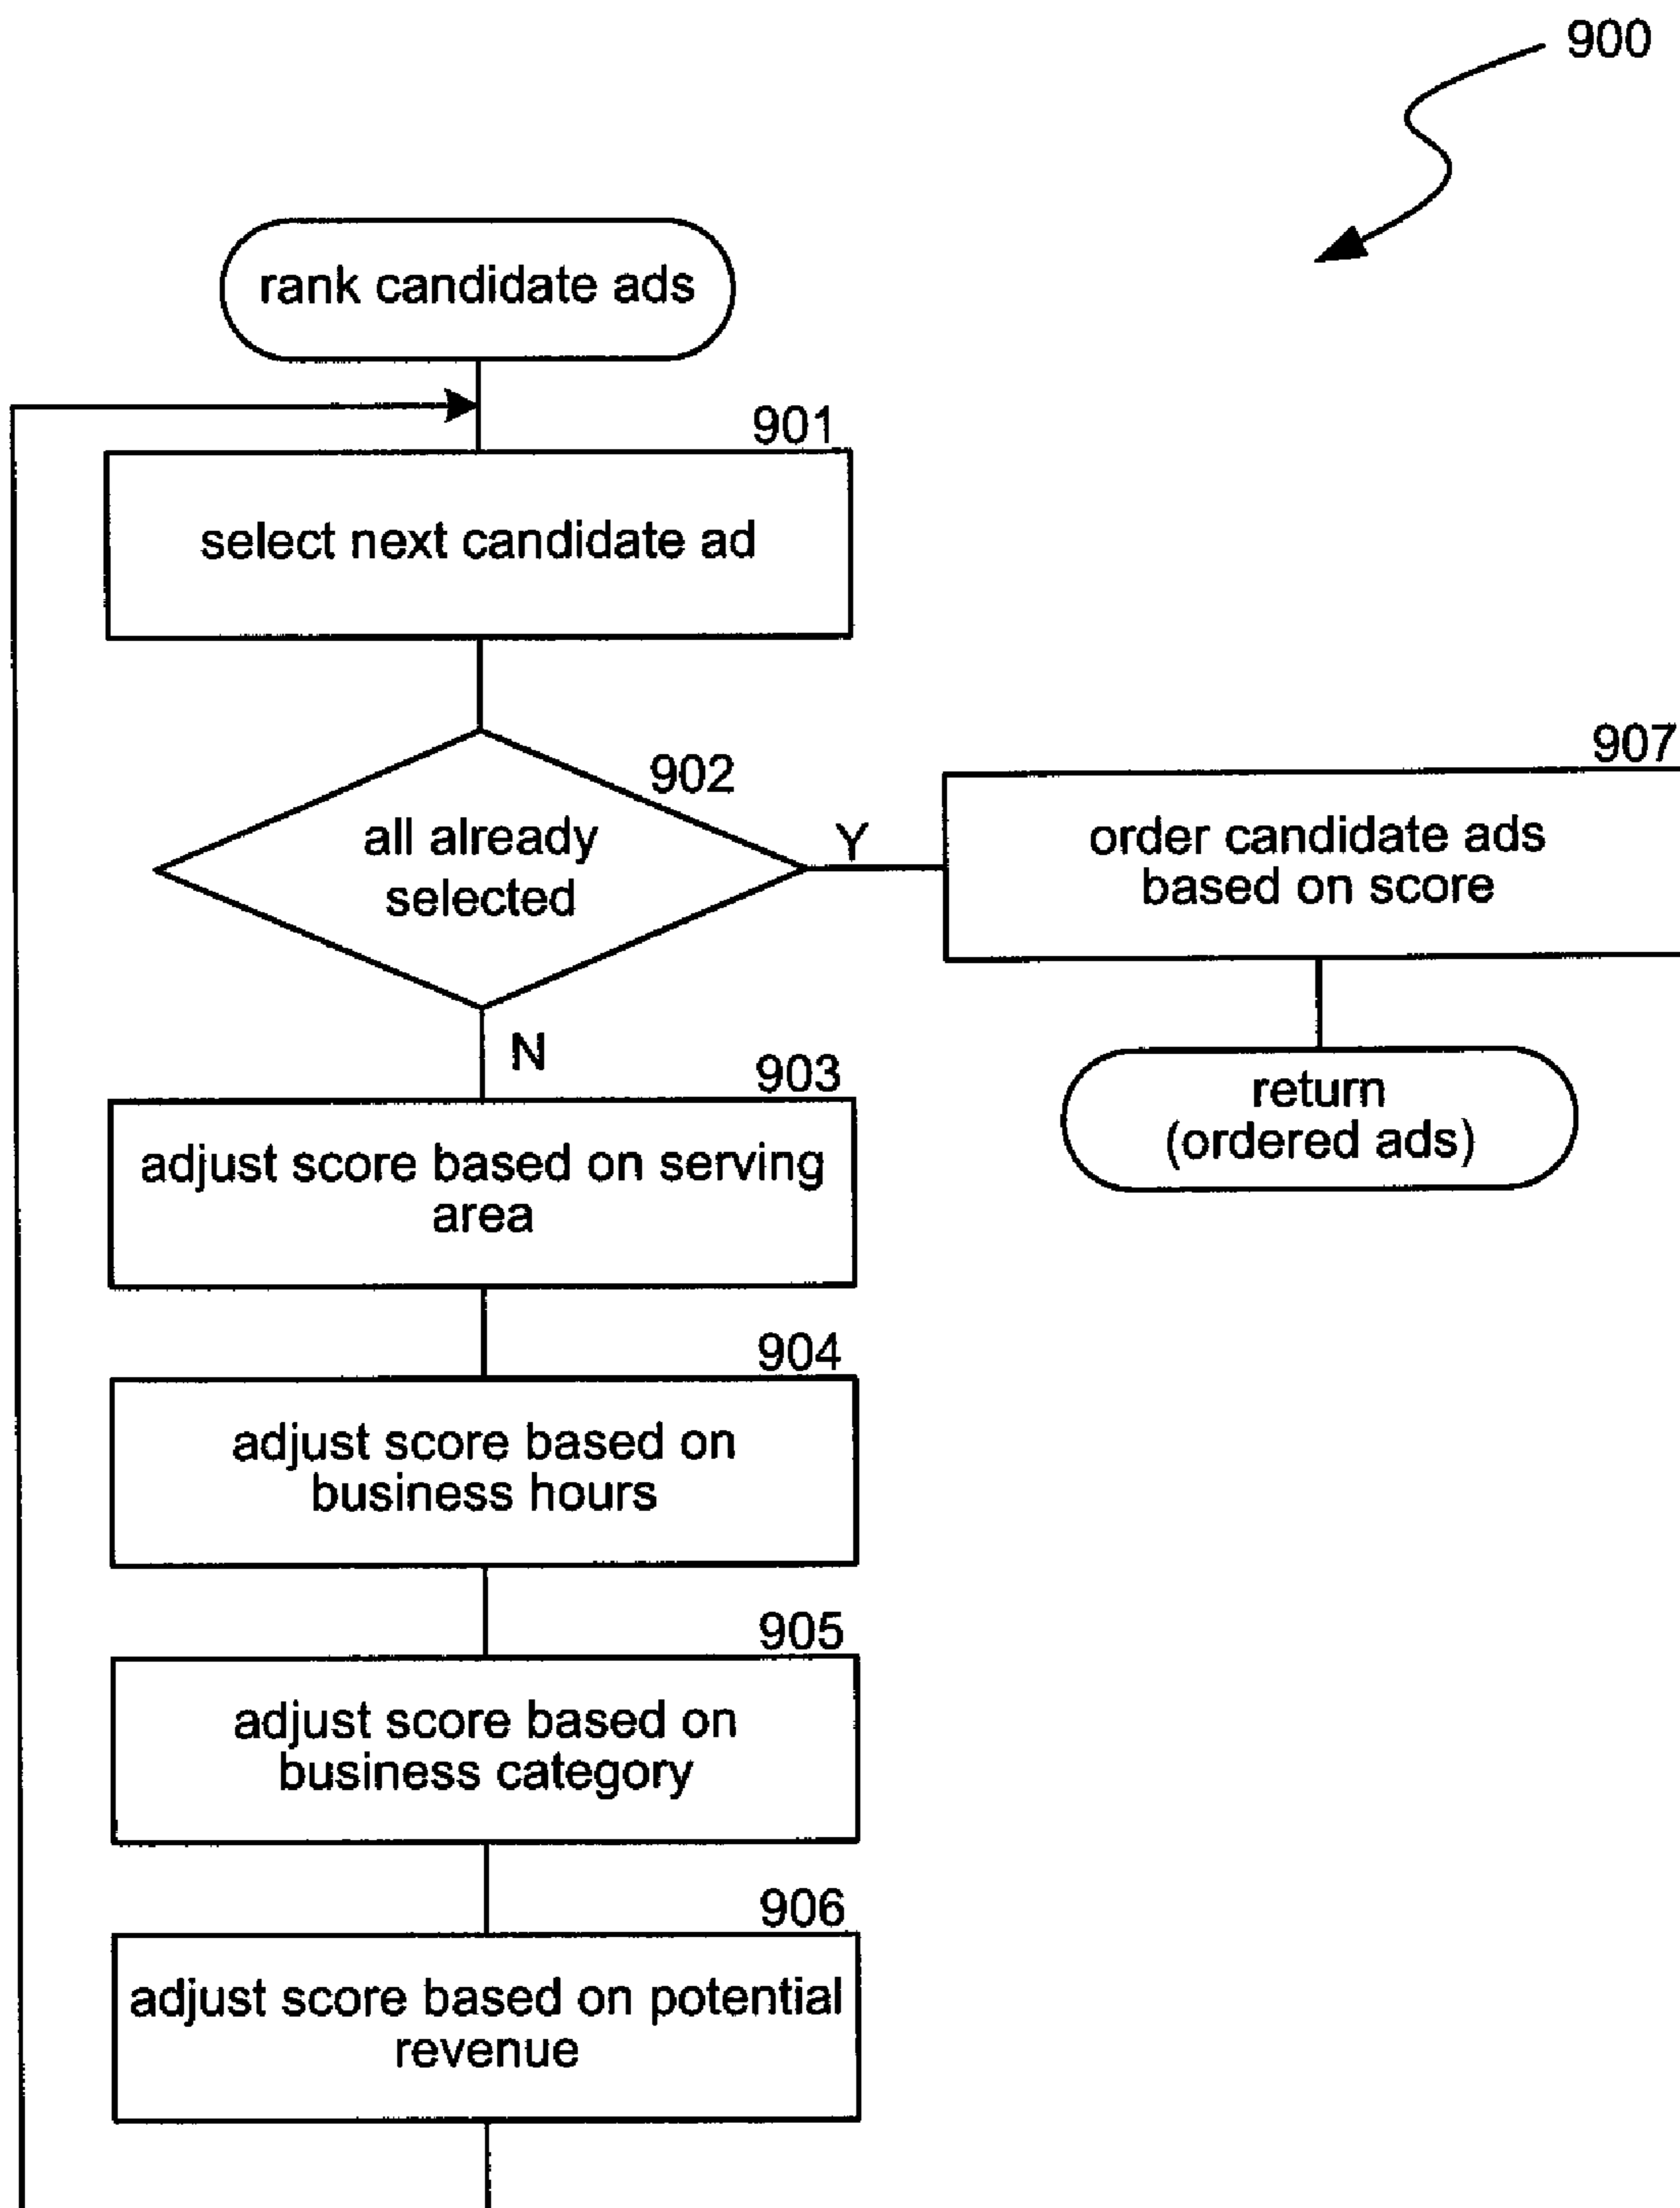 900
rank candidate ads
901
select next candidate ad
902
all already
selected
Y
N
907
order candidate ads
based on score
return
(ordered ads)
903
adjust score based on serving
area
904
adjust score based on
business hours
905
adjust score based on
business category
906
adjust score based on potential
revenue